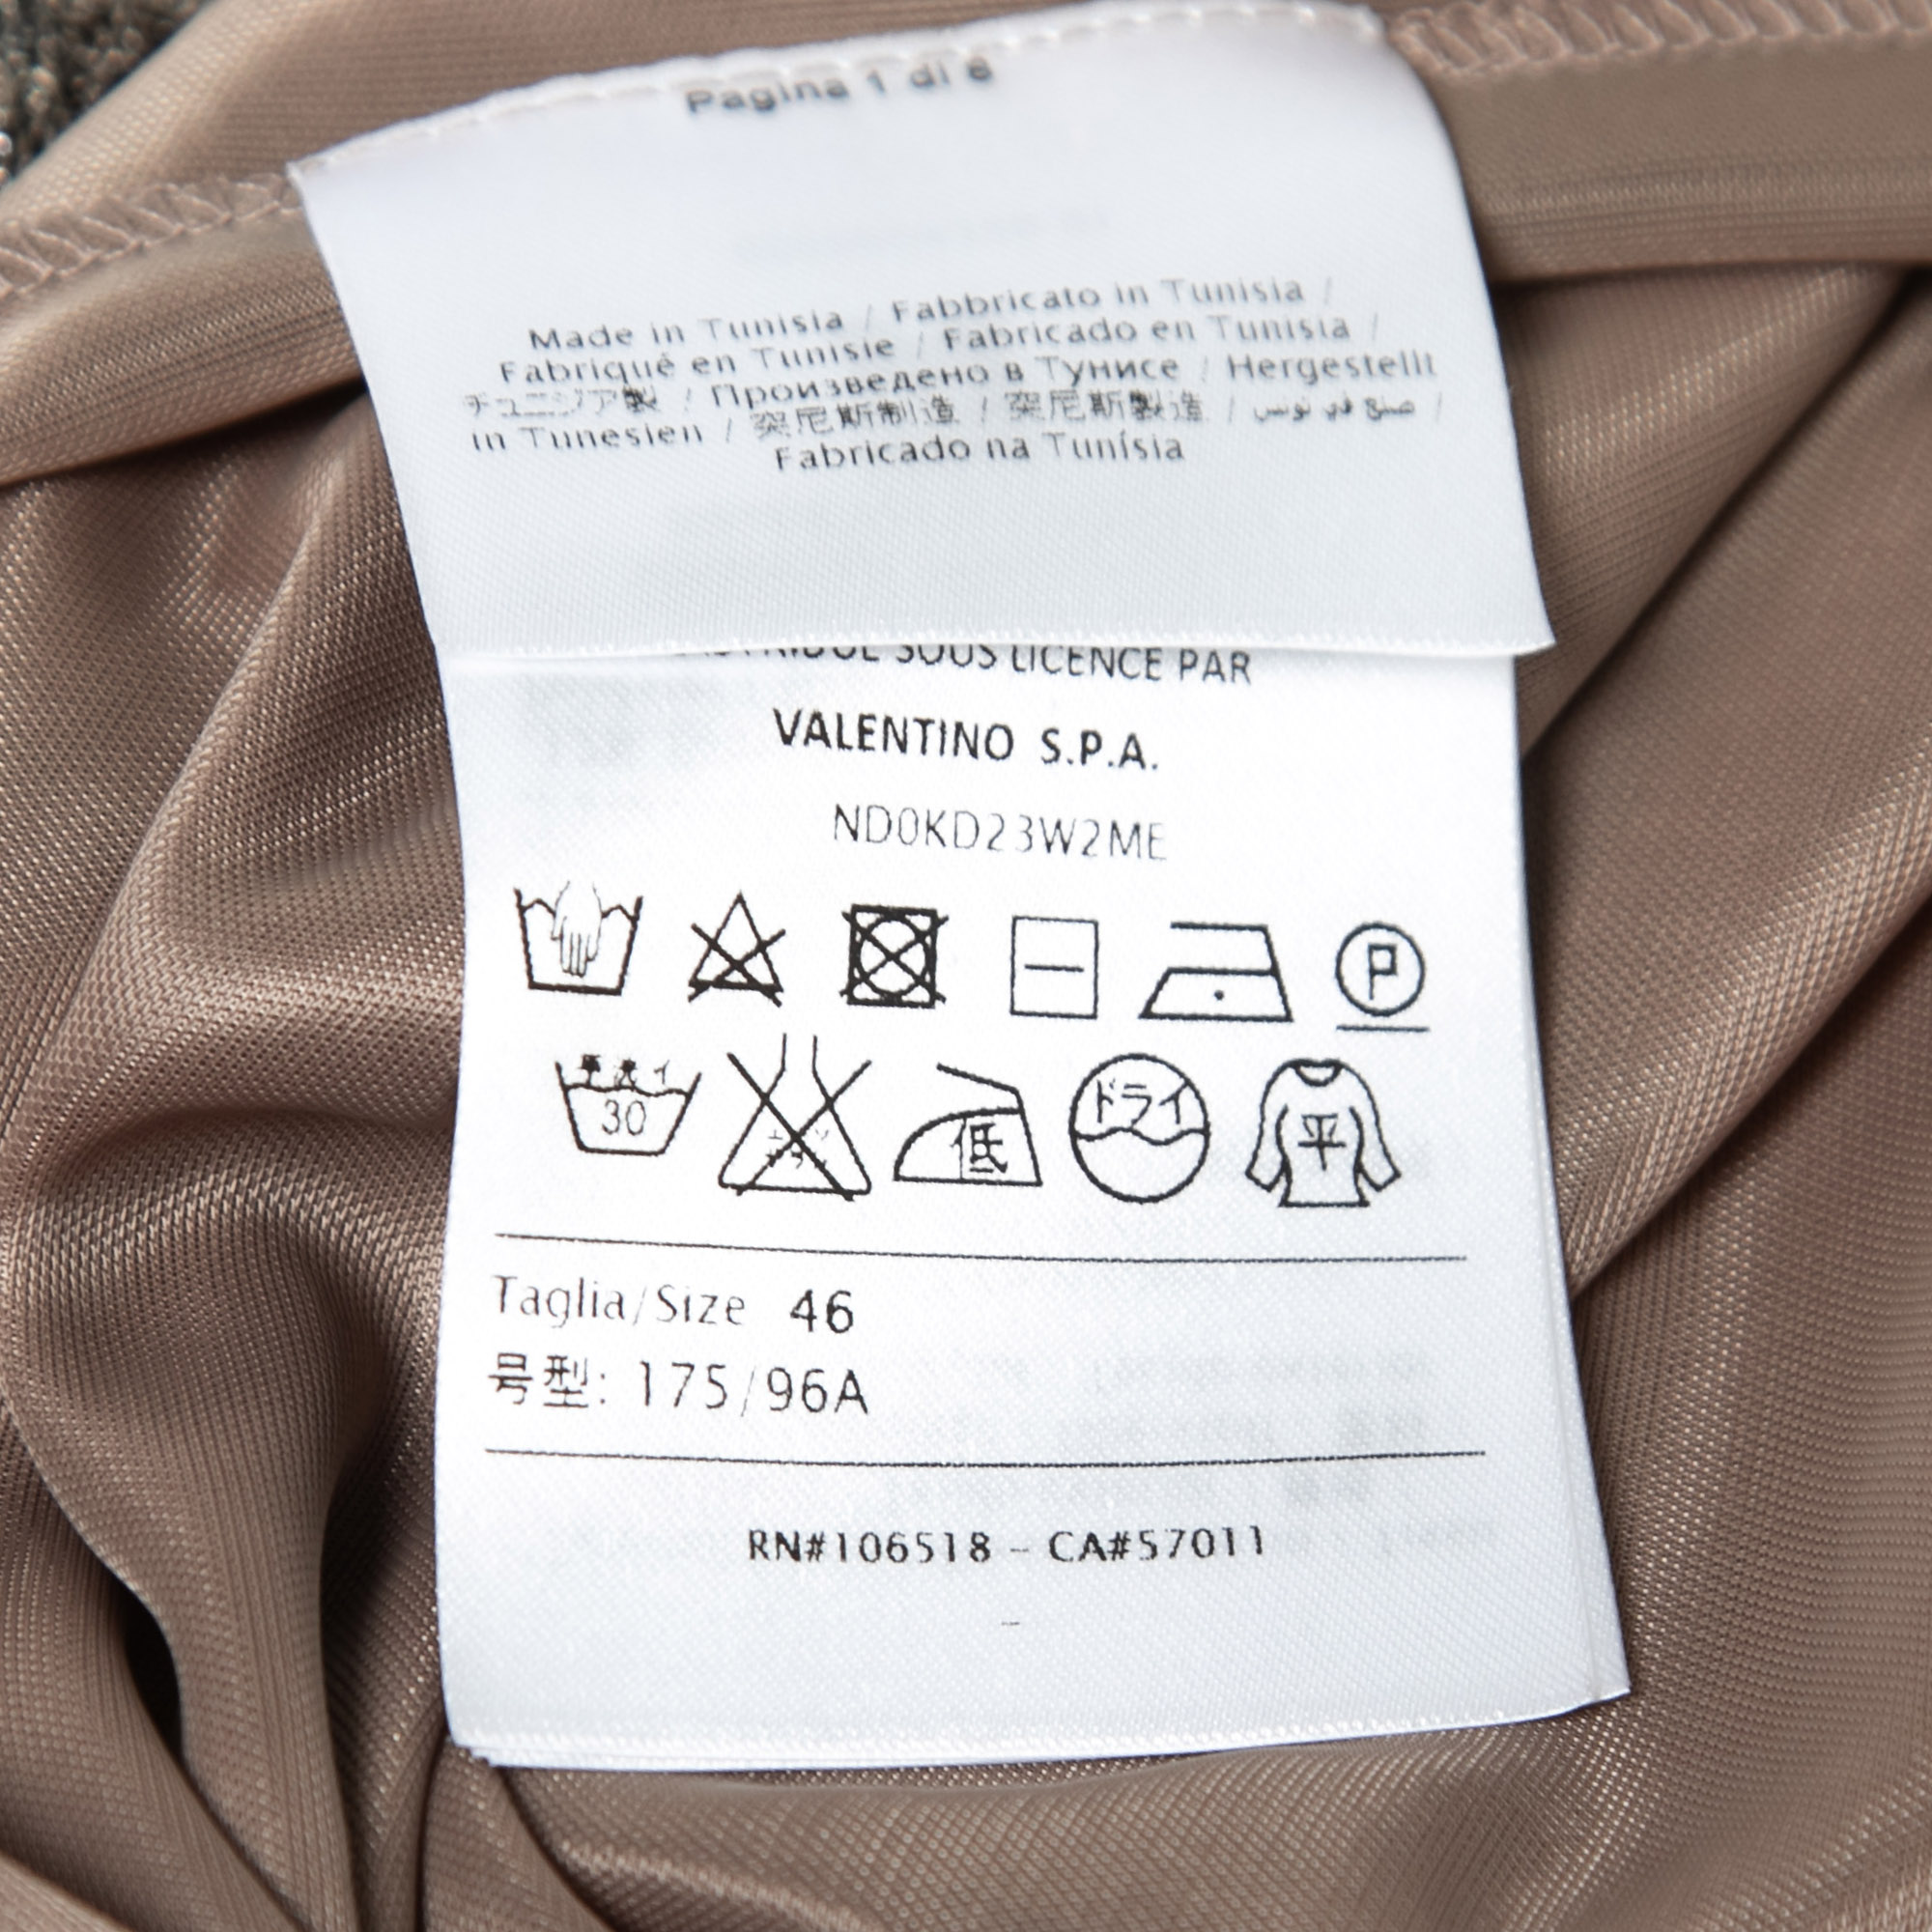 Pagina 1 di 6
Made in Tunisia / Fabbricato in Tunisia /
Fabriqué en Tunisie / Fabricado en Tunisia /
チュニジア製 / Произведено в Тунисе / Hergestellt
in Tunesien / 突尼斯制造 / 突尼斯製造 / صنع في تونس /
Fabricado na Tunísia
SOUS LICENCE PAR
VALENTINO S.P.A.
ND0KD23W2ME
P
30
低
ドライ
平
Taglia/Size 46
号型: 175/96A
RN#106518 - CA#57011
-